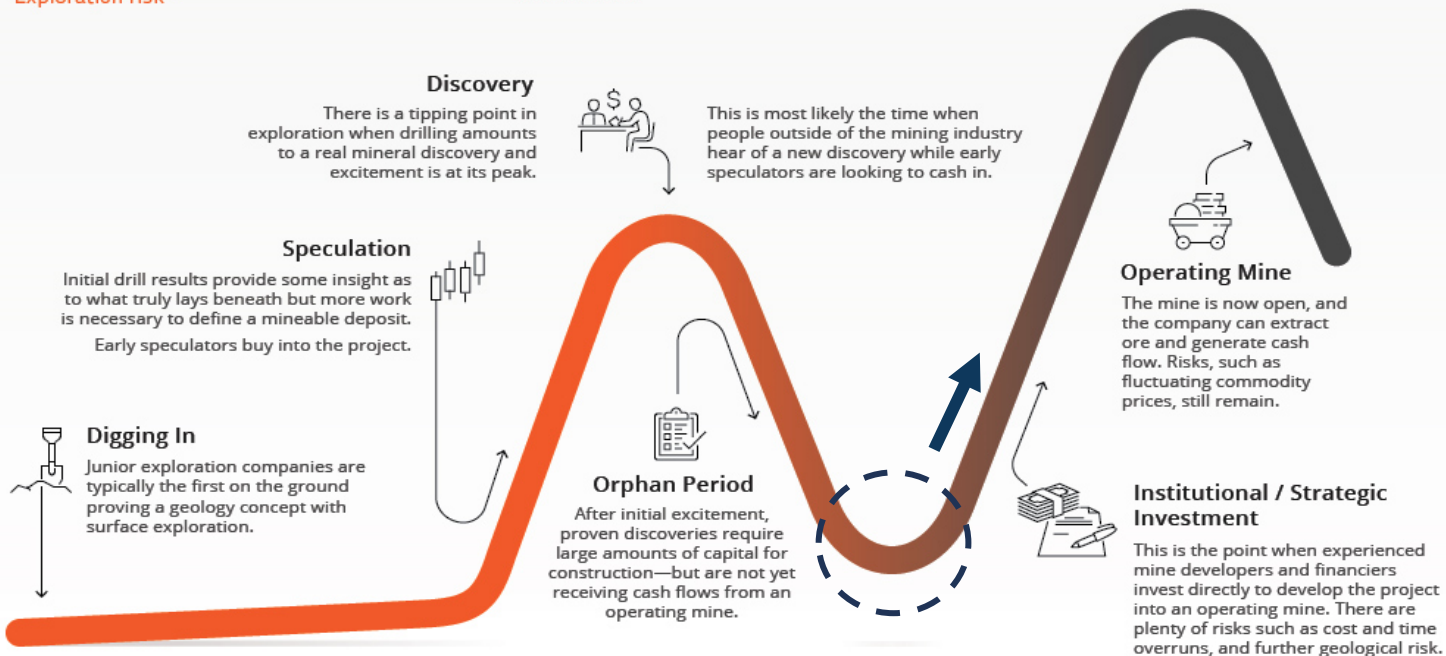 Exploration risk
Discovery
There is a tipping point in
exploration when drilling amounts
to a real mineral discovery and
excitement is at its peak.
$
This is most likely the time when
people outside of the mining industry
hear of a new discovery while early
speculators are looking to cash in.
Speculation
Initial drill results provide some insight as
to what truly lays beneath but more work
is necessary to define a mineable deposit.
Early speculators buy into the project.
Digging In
Junior exploration companies are
typically the first on the ground
proving a geology concept with
surface exploration.
Orphan Period
After initial excitement,
proven discoveries require
large amounts of capital for
construction—but are not yet
receiving cash flows from an
operating mine.
Operating Mine
The mine is now open, and
the company can extract
ore and generate cash
flow. Risks, such as
fluctuating commodity
prices, still remain.
Institutional / Strategic
Investment
This is the point when experienced
mine developers and financiers
invest directly to develop the project
into an operating mine. There are
plenty of risks such as cost and time
overruns, and further geological risk.